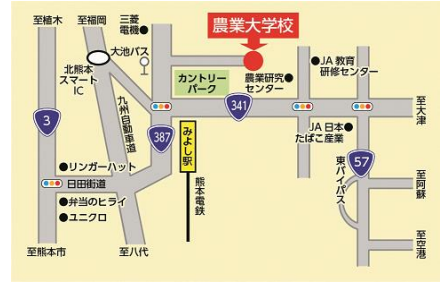 至植木
至福岡
三菱
電機●
農業大学校
大池バス
北熊本
スマート
IC
カントリー
パーク
農業研究●
センター
●JA教育
研修センター
341
至大津
3
九州自動車道
387
みよし駅
熊本電鉄
JA日本●
たばこ産業
57
東バイパス
至阿蘇
●リンガーハット
日田街道
●弁当のヒライ
●ユニクロ
至熊本市
至八代
至空港